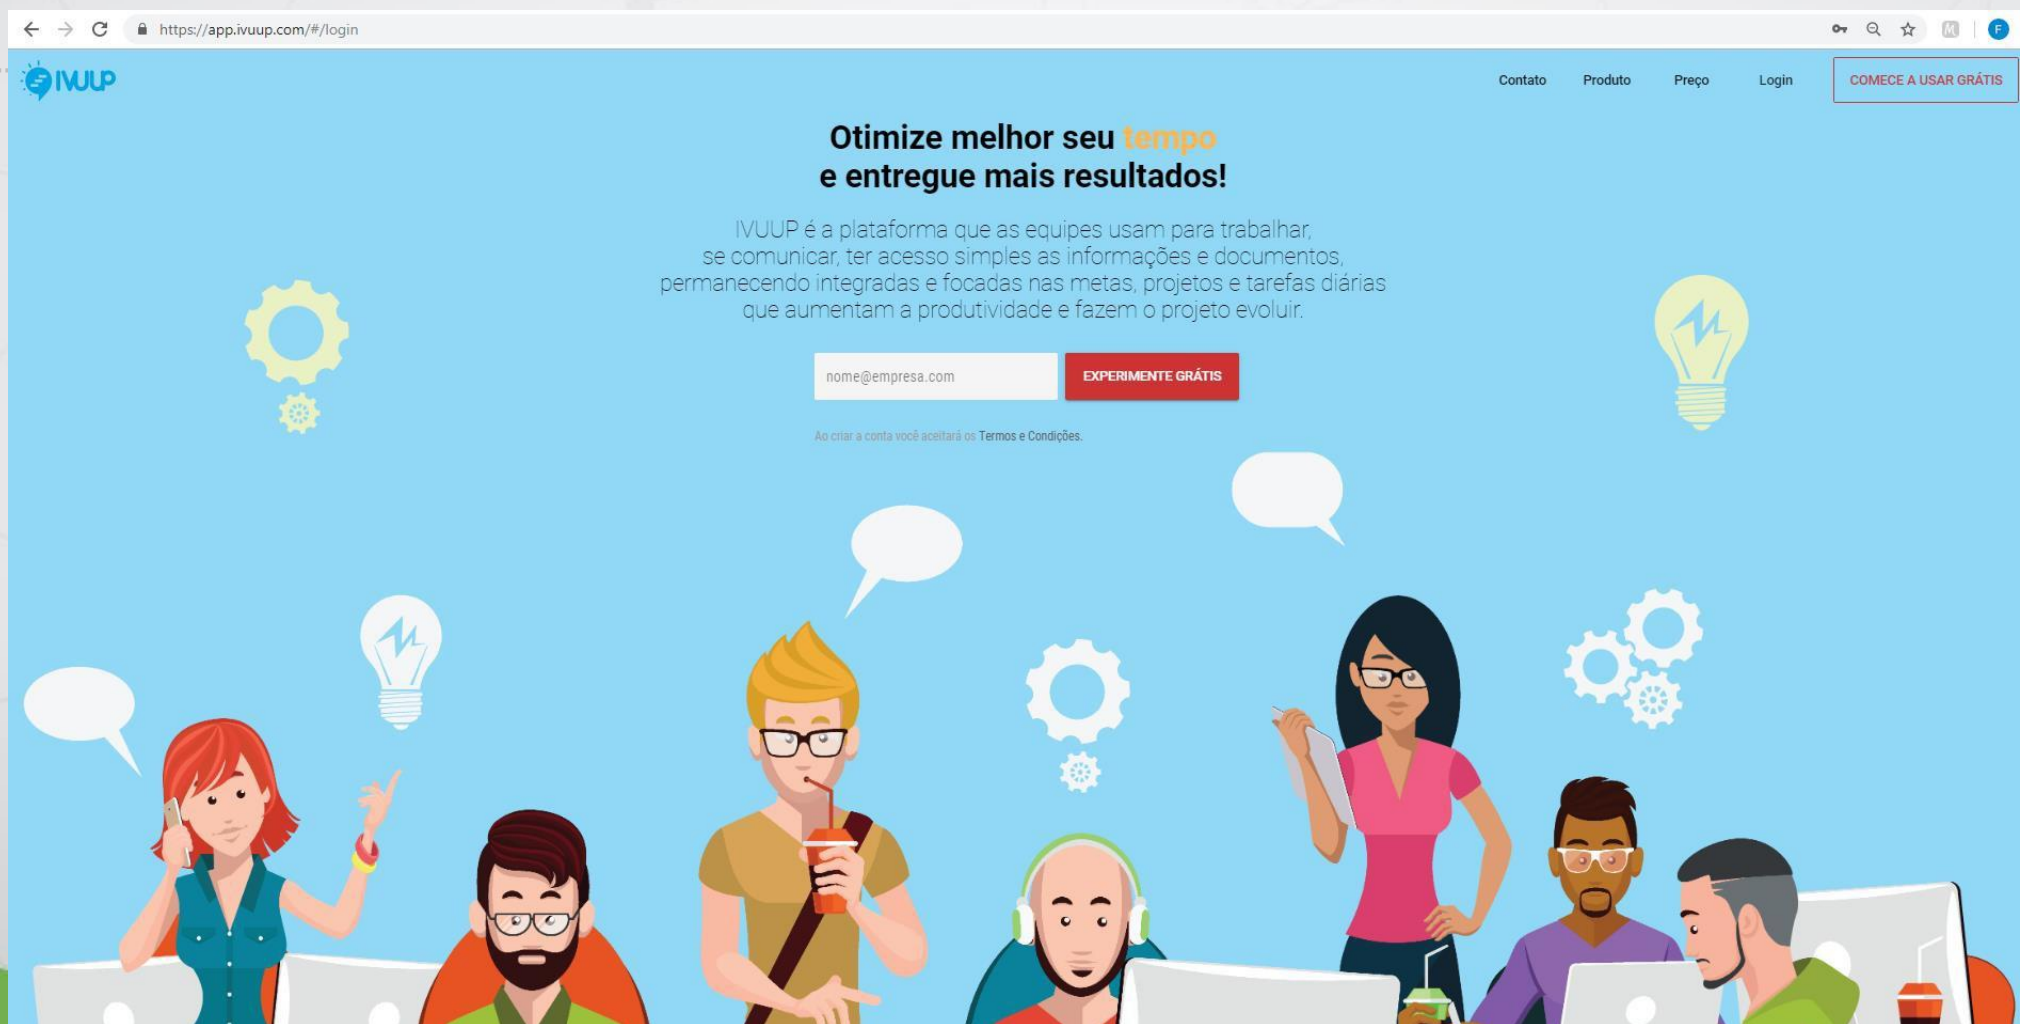 https://app.ivuup.com/#/login
F
IVUUP
Contato Produto Preço Login COMECE A USAR GRÁTIS
Otimize melhor seu tempo
e entregue mais resultados!
IVUUP é a plataforma que as equipes usam para trabalhar,
se comunicar, ter acesso simples as informações e documentos,
permanecendo integradas e focadas nas metas, projetos e tarefas diárias
que aumentam a produtividade e fazem o projeto evoluir.
nome@empresa.com EXPERIMENTE GRÁTIS
Ao criar a conta você aceitará os Termos e Condições.